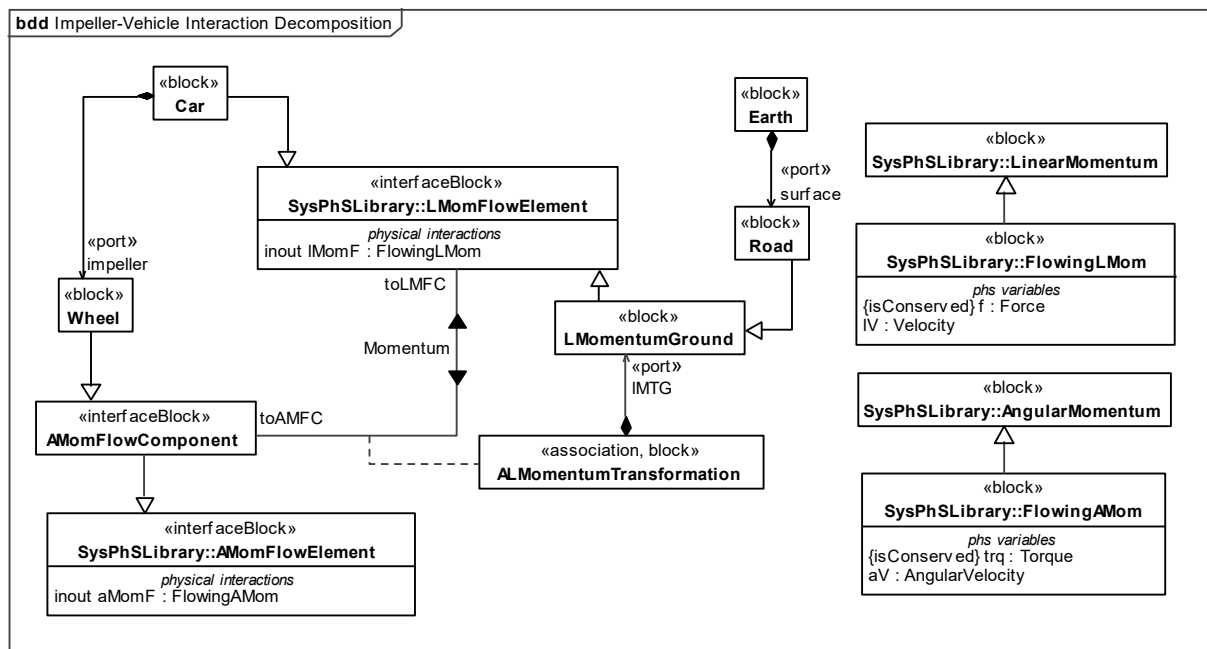 bdd Impeller-Vehicle Interaction Decomposition
«block»
Car
«block»
Earth
«block»
SysPhSLibrary::LinearMomentum
«interfaceBlock»
SysPhSLibrary::LMomFlowElement
physical interactions
inout lMomF : FlowingLMom
«port»
surface
«block»
Road
«block»
SysPhSLibrary::FlowingLMom
phs variables
{isConserved} f : Force
lV : Velocity
«port»
impeller
«block»
Wheel
toLMFC
Momentum
«block»
LMomentumGround
«port»
lMTG
«block»
SysPhSLibrary::AngularMomentum
«interfaceBlock»
AMomFlowComponent
toAMFC
«association, block»
ALMomentumTransformation
«block»
SysPhSLibrary::FlowingAMom
phs variables
{isConserved} trq : Torque
aV : AngularVelocity
«interfaceBlock»
SysPhSLibrary::AMomFlowElement
physical interactions
inout aMomF : FlowingAMom